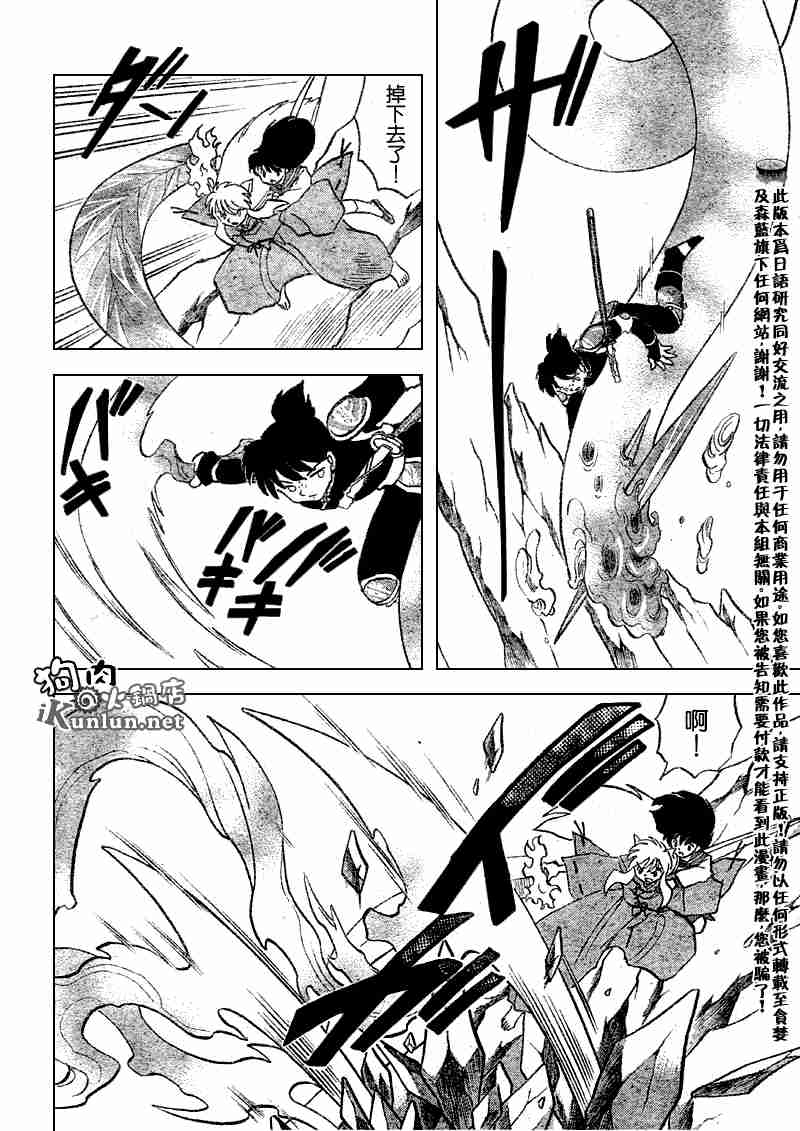 ザ
ー
ダン
掉下去了！
バキバキ
狗肉
火鍋店
iKunlun.net
啊！
此版本爲日語研究同好交流之用，請勿用于任何商業用途。如您喜歡此作品，請支持正版！請勿以任何形式轉載至貪婪
及森藍旗下任何網站，謝謝！一切法律責任與本組無關。如果您被告知需要付款才能看到此漫畫，那麼，您被騙了！